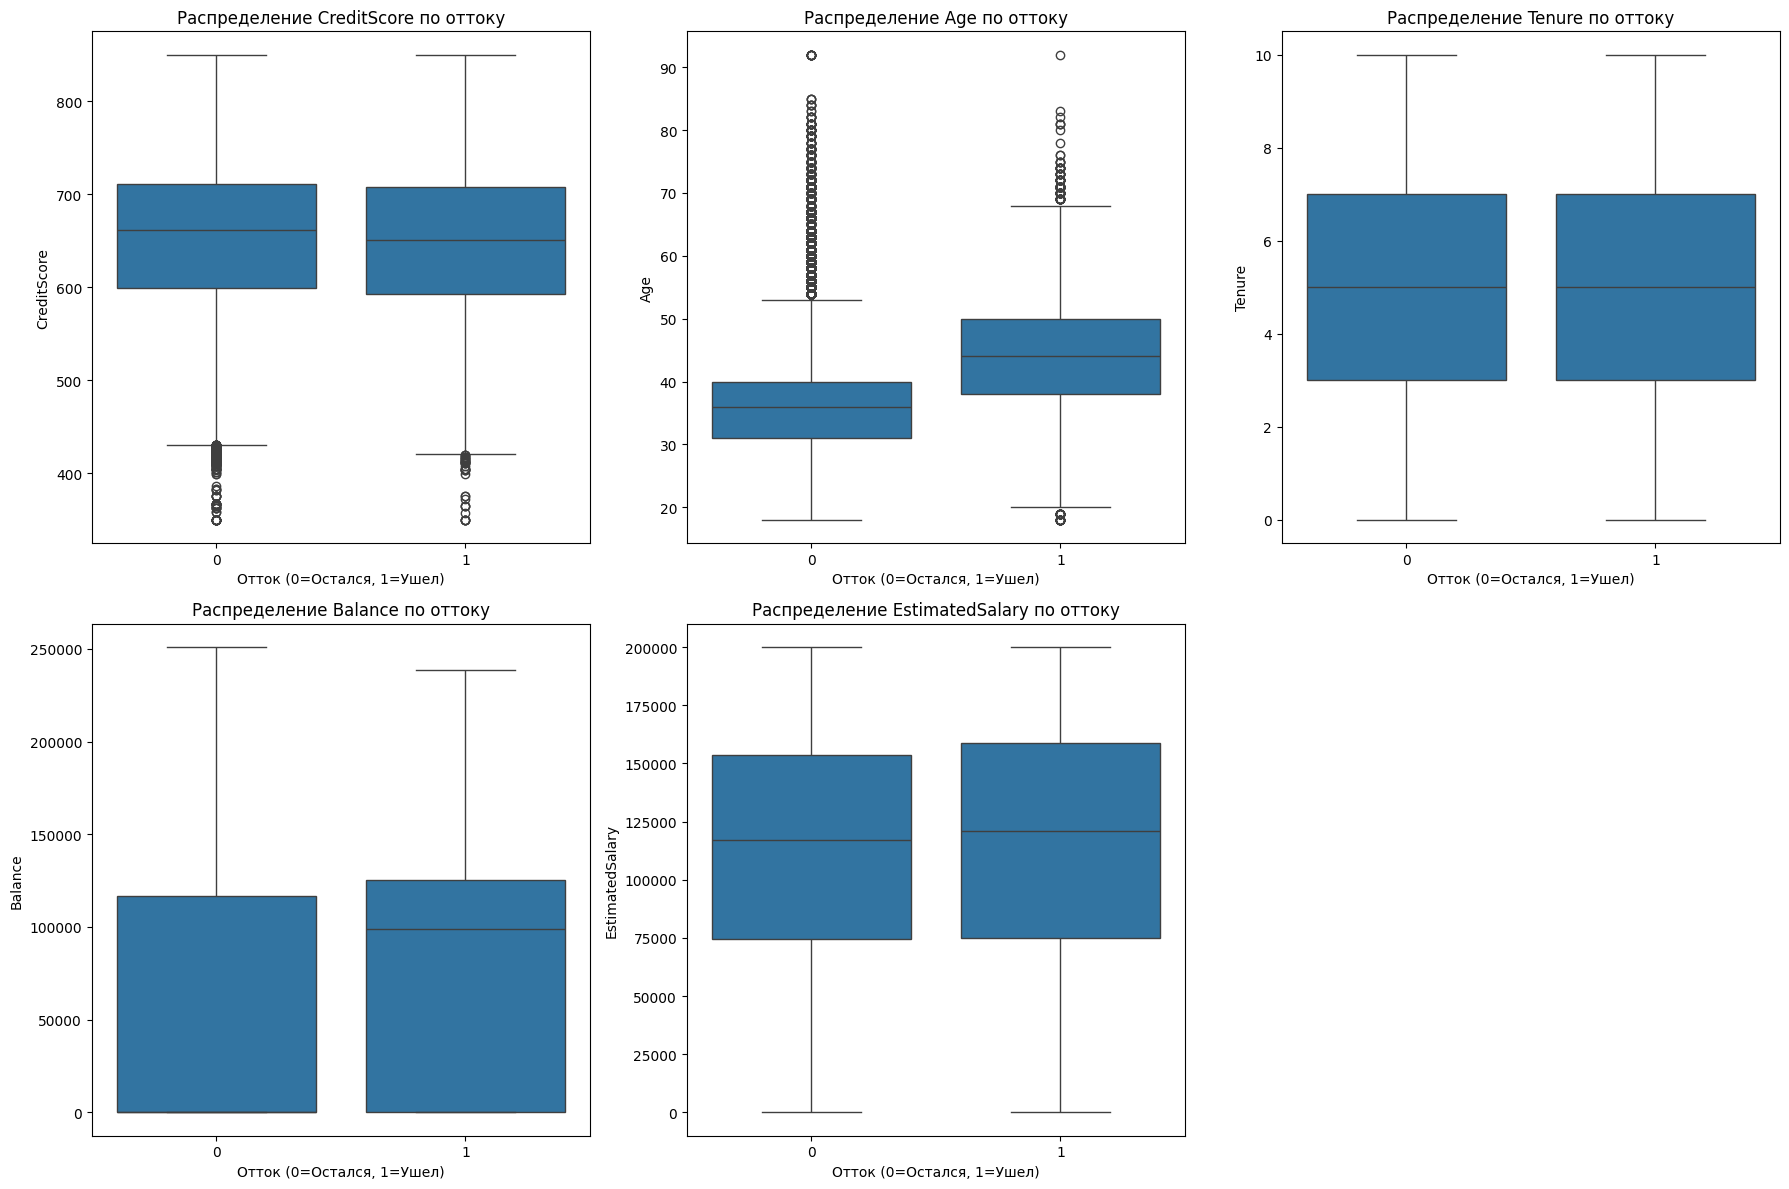 Распределение CreditScore по оттоку
CreditScore
800
700
600
500
400
0
1
Отток (0=Остался, 1=Ушел)
Распределение Age по оттоку
Age
90
80
70
60
50
40
30
20
0
1
Отток (0=Остался, 1=Ушел)
Распределение Tenure по оттоку
Tenure
10
8
6
4
2
0
0
1
Отток (0=Остался, 1=Ушел)
Распределение Balance по оттоку
Balance
250000
200000
150000
100000
50000
0
0
1
Отток (0=Остался, 1=Ушел)
Распределение EstimatedSalary по оттоку
EstimatedSalary
200000
175000
150000
125000
100000
75000
50000
25000
0
0
1
Отток (0=Остался, 1=Ушел)